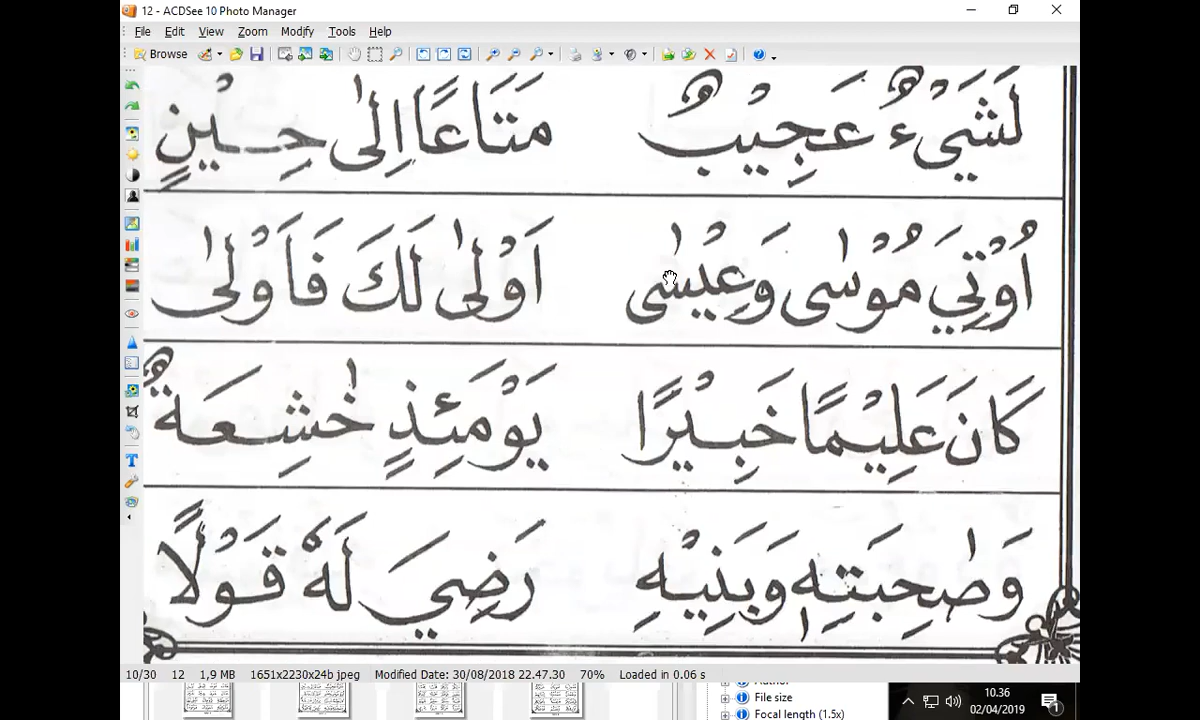 12 - ACDSee 10 Photo Manager
File Edit View Zoom Modify Tools Help
Browse
لَشَيْءٌ عَجِيْبٌ مَتَاعًا اِلٰى حِيْنٍ
اُوْتِيَ مُوْسٰى وَعِيْسٰى اَوْلٰى لَكَ فَاَوْلٰى
كَانَ عَلِيْمًا خَبِيْرًا يَوْمَئِذٍ خٰشِعَةٌ
وَصٰحِبَتِهٖ وَبَنِيْهِ رَضِيَ لَهٗ قَوْلًا
10/30 12 1,9 MB 1651x2230x24b jpeg Modified Date: 30/08/2018 22.47.30 70% Loaded in 0.06 s
File size
Focal length (1.5x)
10.36
02/04/2019